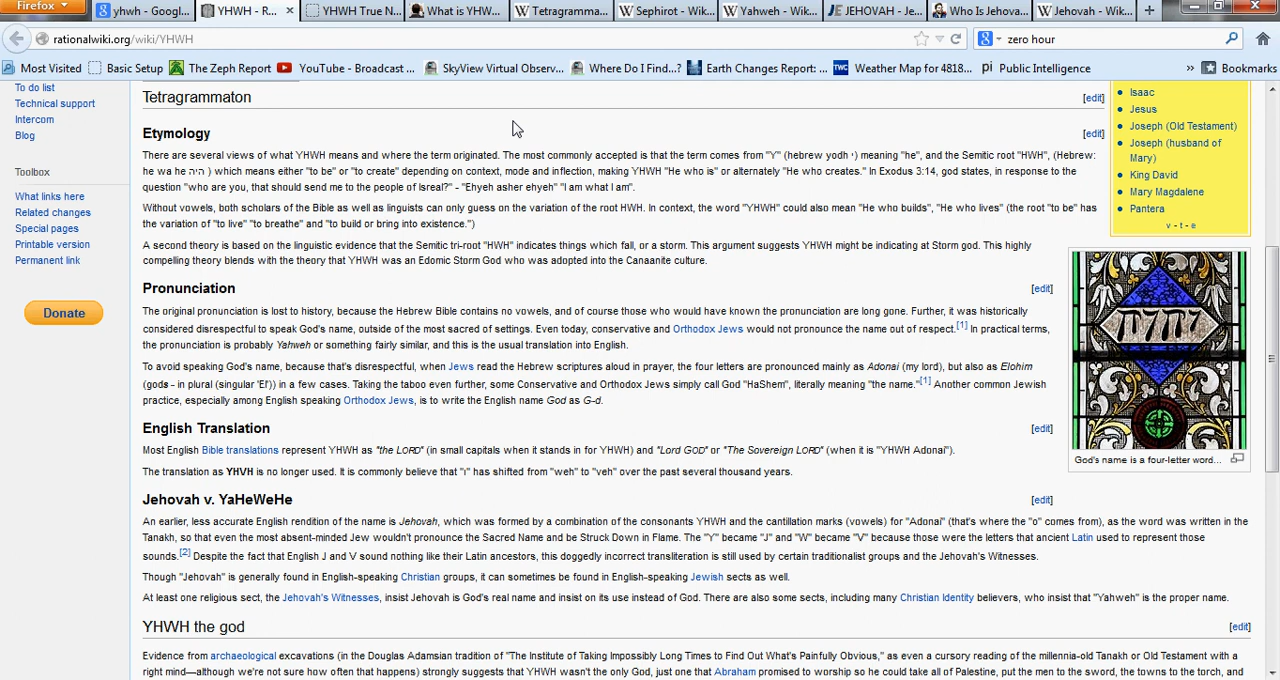 Firefox
yhwh - Googl...
YHWH - R...
YHWH True N...
What is YHW...
Tetragramma...
Sephirot - Wik...
Yahweh - Wik...
JEHOVAH - Je...
Who Is Jehova...
Jehovah - Wik...
rationalwiki.org/wiki/YHWH
zero hour
Most Visited
Basic Setup
The Zeph Report
YouTube - Broadcast ...
SkyView Virtual Observ...
Where Do I Find...?
Earth Changes Report: ...
TWC
Weather Map for 4818...
pi Public Intelligence
»
Bookmarks
To do list
Technical support
Intercom
Blog
Toolbox
What links here
Related changes
Special pages
Printable version
Permanent link
Donate
Tetragrammaton
[edit]
Etymology
[edit]
There are several views of what YHWH means and where the term originated. The most commonly accepted is that the term comes from "Y" (hebrew yodh י) meaning "he", and the Semitic root "HWH", (Hebrew:
he wa he היה ) which means either "to be" or "to create" depending on context, mode and inflection, making YHWH "He who is" or alternately "He who creates." In Exodus 3:14, god states, in response to the
question "who are you, that should send me to the people of Isreal?" - "Ehyeh asher ehyeh" "I am what I am".
Without vowels, both scholars of the Bible as well as linguists can only guess on the variation of the root HWH. In context, the word "YHWH" could also mean "He who builds", "He who lives" (the root "to be" has
the variation of "to live" "to breathe" and "to build or bring into existence.")
A second theory is based on the linguistic evidence that the Semitic tri-root "HWH" indicates things which fall, or a storm. This argument suggests YHWH might be indicating at Storm god. This highly
compelling theory blends with the theory that YHWH was an Edomic Storm God who was adopted into the Canaanite culture.
Pronunciation
[edit]
The original pronunciation is lost to history, because the Hebrew Bible contains no vowels, and of course those who would have known the pronunciation are long gone. Further, it was historically
considered disrespectful to speak God's name, outside of the most sacred of settings. Even today, conservative and Orthodox Jews would not pronounce the name out of respect.[1] In practical terms,
the pronunciation is probably Yahweh or something fairly similar, and this is the usual translation into English.
To avoid speaking God's name, because that's disrespectful, when Jews read the Hebrew scriptures aloud in prayer, the four letters are pronounced mainly as Adonai (my lord), but also as Elohim
(gods - in plural (singular 'El')) in a few cases. Taking the taboo even further, some Conservative and Orthodox Jews simply call God "HaShem", literally meaning "the name."[1] Another common Jewish
practice, especially among English speaking Orthodox Jews, is to write the English name God as G-d.
English Translation
[edit]
Most English Bible translations represent YHWH as "the LORD" (in small capitals when it stands in for YHWH) and "Lord GOD" or "The Sovereign LORD" (when it is "YHWH Adonai").
The translation as YHVH is no longer used. It is commonly believe that "ו" has shifted from "weh" to "veh" over the past several thousand years.
Jehovah v. YaHeWeHe
[edit]
An earlier, less accurate English rendition of the name is Jehovah, which was formed by a combination of the consonants YHWH and the cantillation marks (vowels) for "Adonai" (that's where the "o" comes from), as the word was written in the
Tanakh, so that even the most absent-minded Jew wouldn't pronounce the Sacred Name and be Struck Down in Flame. The "Y" became "J" and "W" became "V" because those were the letters that ancient Latin used to represent those
sounds.[2] Despite the fact that English J and V sound nothing like their Latin ancestors, this doggedly incorrect transliteration is still used by certain traditionalist groups and the Jehovah's Witnesses.
Though "Jehovah" is generally found in English-speaking Christian groups, it can sometimes be found in English-speaking Jewish sects as well.
At least one religious sect, the Jehovah's Witnesses, insist Jehovah is God's real name and insist on its use instead of God. There are also some sects, including many Christian Identity believers, who insist that "Yahweh" is the proper name.
YHWH the god
[edit]
Evidence from archaeological excavations (in the Douglas Adamsian tradition of "The Institute of Taking Impossibly Long Times to Find Out What's Painfully Obvious," as even a cursory reading of the millennia-old Tanakh or Old Testament with a
right mind—although we're not sure how often that happens) strongly suggests that YHWH wasn't the only God, just one that Abraham promised to worship so he could take all of Palestine, put the men to the sword, the towns to the torch, and
Isaac
Jesus
Joseph (Old Testament)
Joseph (husband of
Mary)
King David
Mary Magdalene
Pantera
v - t - e
יהוה
God's name is a four-letter word...